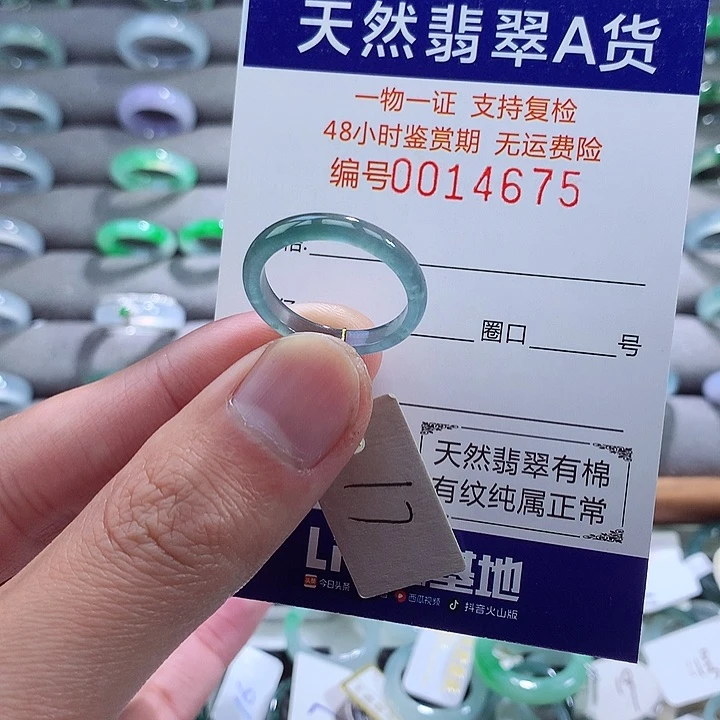 天然翡翠A货
一物一证 支持复检
48小时鉴赏期 无运费险
编号0014675
圈口 号
天然翡翠有棉
有纹纯属正常
基地
今日头条 西瓜视频 抖音火山版
17